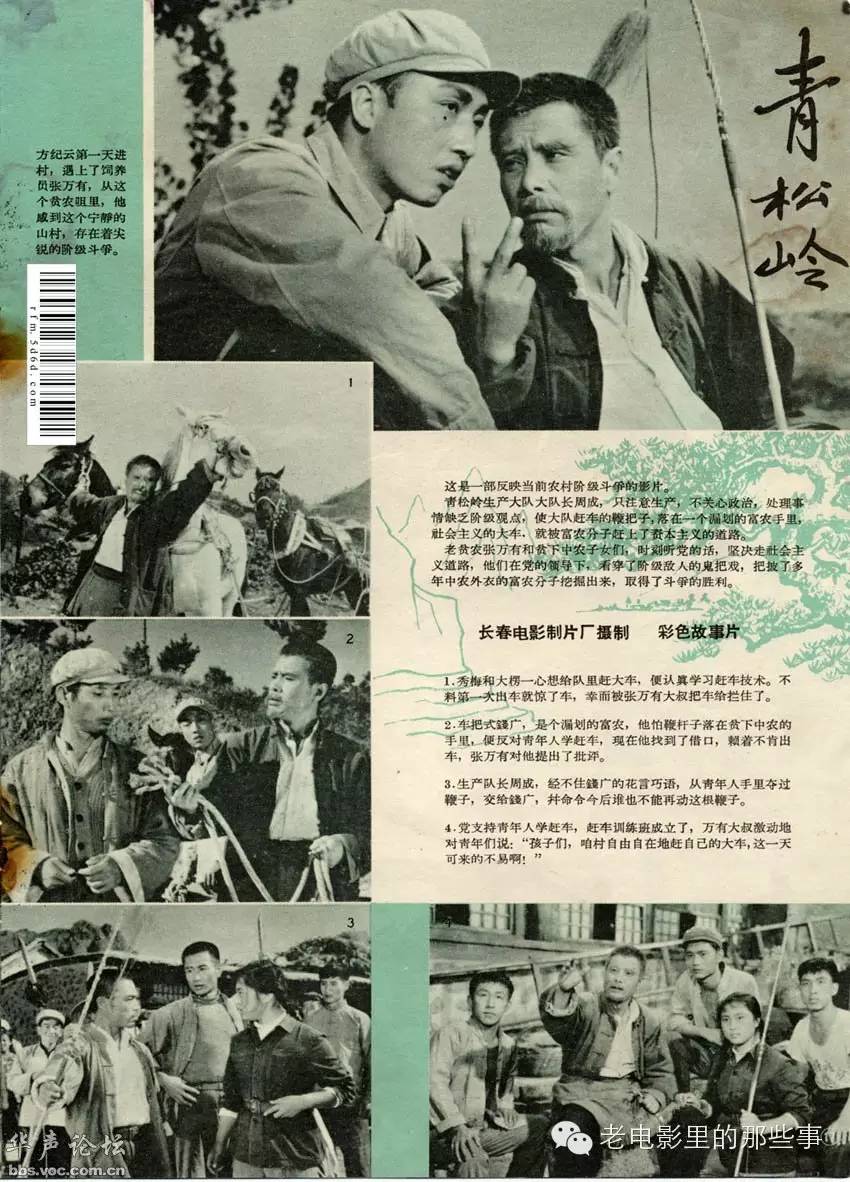 青松岭
方纪云第一天进
村，遇上了饲养
员张万有，从这
个贫农咀里，他
感到这个宁静的
山村，存在着尖
锐的阶级斗爭。
rfm.5d6d.com
1
这是一部反映当前农村阶级斗爭的影片。
青松岭生产大队大队长周成，只注意生产，不关心政治，处理事
情缺乏阶级观点，使大队赶车的鞭把子，落在一个漏划的富农手里，
社会主义的大车，就被富农分子赶上了资本主义的道路。
老贫农张万有和贫下中农子女们，时刻听党的话，坚决走社会主
义道路，他们在党的领导下，看穿了阶级敌人的鬼把戏，把披了多
年中农外衣的富农分子挖掘出来，取得了斗爭的胜利。
长春电影制片厂摄制　彩色故事片
2
1.秀梅和大楞一心想给队里赶大车，便认真学习赶车技术。不
料第一次出车就惊了车，幸而被张万有大叔把车给拦住了。
2.车把式錢广，是个漏划的富农，他怕鞭杆子落在贫下中农的
手里，便反对青年人学赶车，现在他找到了借口，赖着不肯出
车，张万有对他提出了批评。
3.生产队长周成，经不住錢广的花言巧语，从青年人手里夺过
鞭子，交给錢广，幷命令今后谁也不能再动这根鞭子。
4.党支持青年人学赶车，赶车训练班成立了，万有大叔激动地
对青年们说：“孩子们，咱村自由自在地赶自己的大车，这一天
可来的不易啊！”
3
4
华声论坛
bbs.voc.com.cn
老电影里的那些事